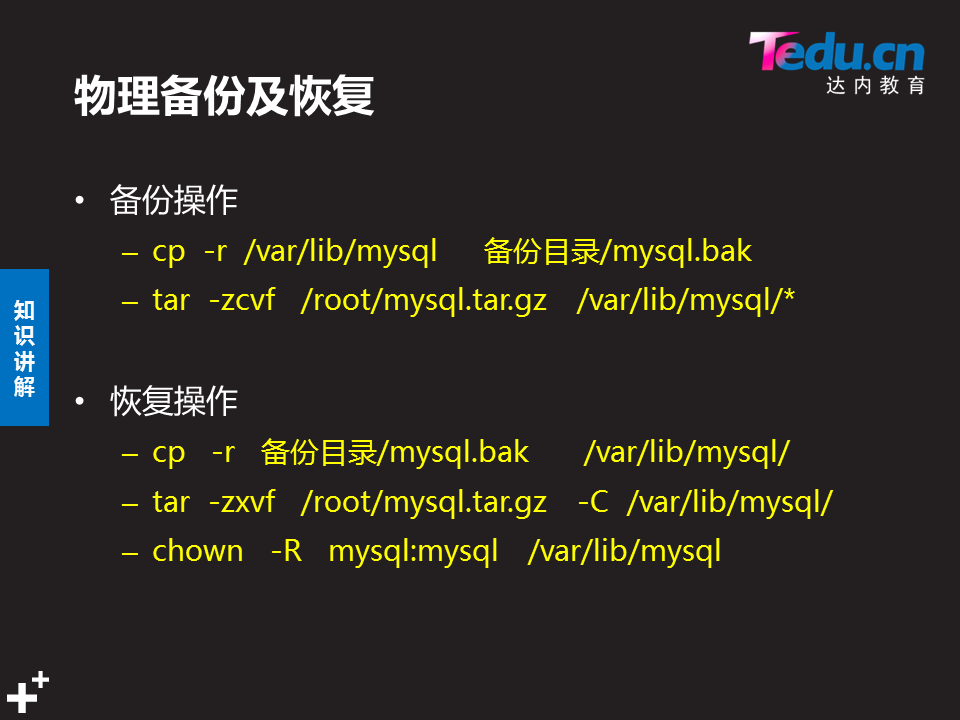 Tedu.cn
达内教育
物理备份及恢复
• 备份操作
– cp -r /var/lib/mysql 备份目录/mysql.bak
– tar -zcvf /root/mysql.tar.gz /var/lib/mysql/*
知识讲解
• 恢复操作
– cp -r 备份目录/mysql.bak /var/lib/mysql/
– tar -zxvf /root/mysql.tar.gz -C /var/lib/mysql/
– chown -R mysql:mysql /var/lib/mysql